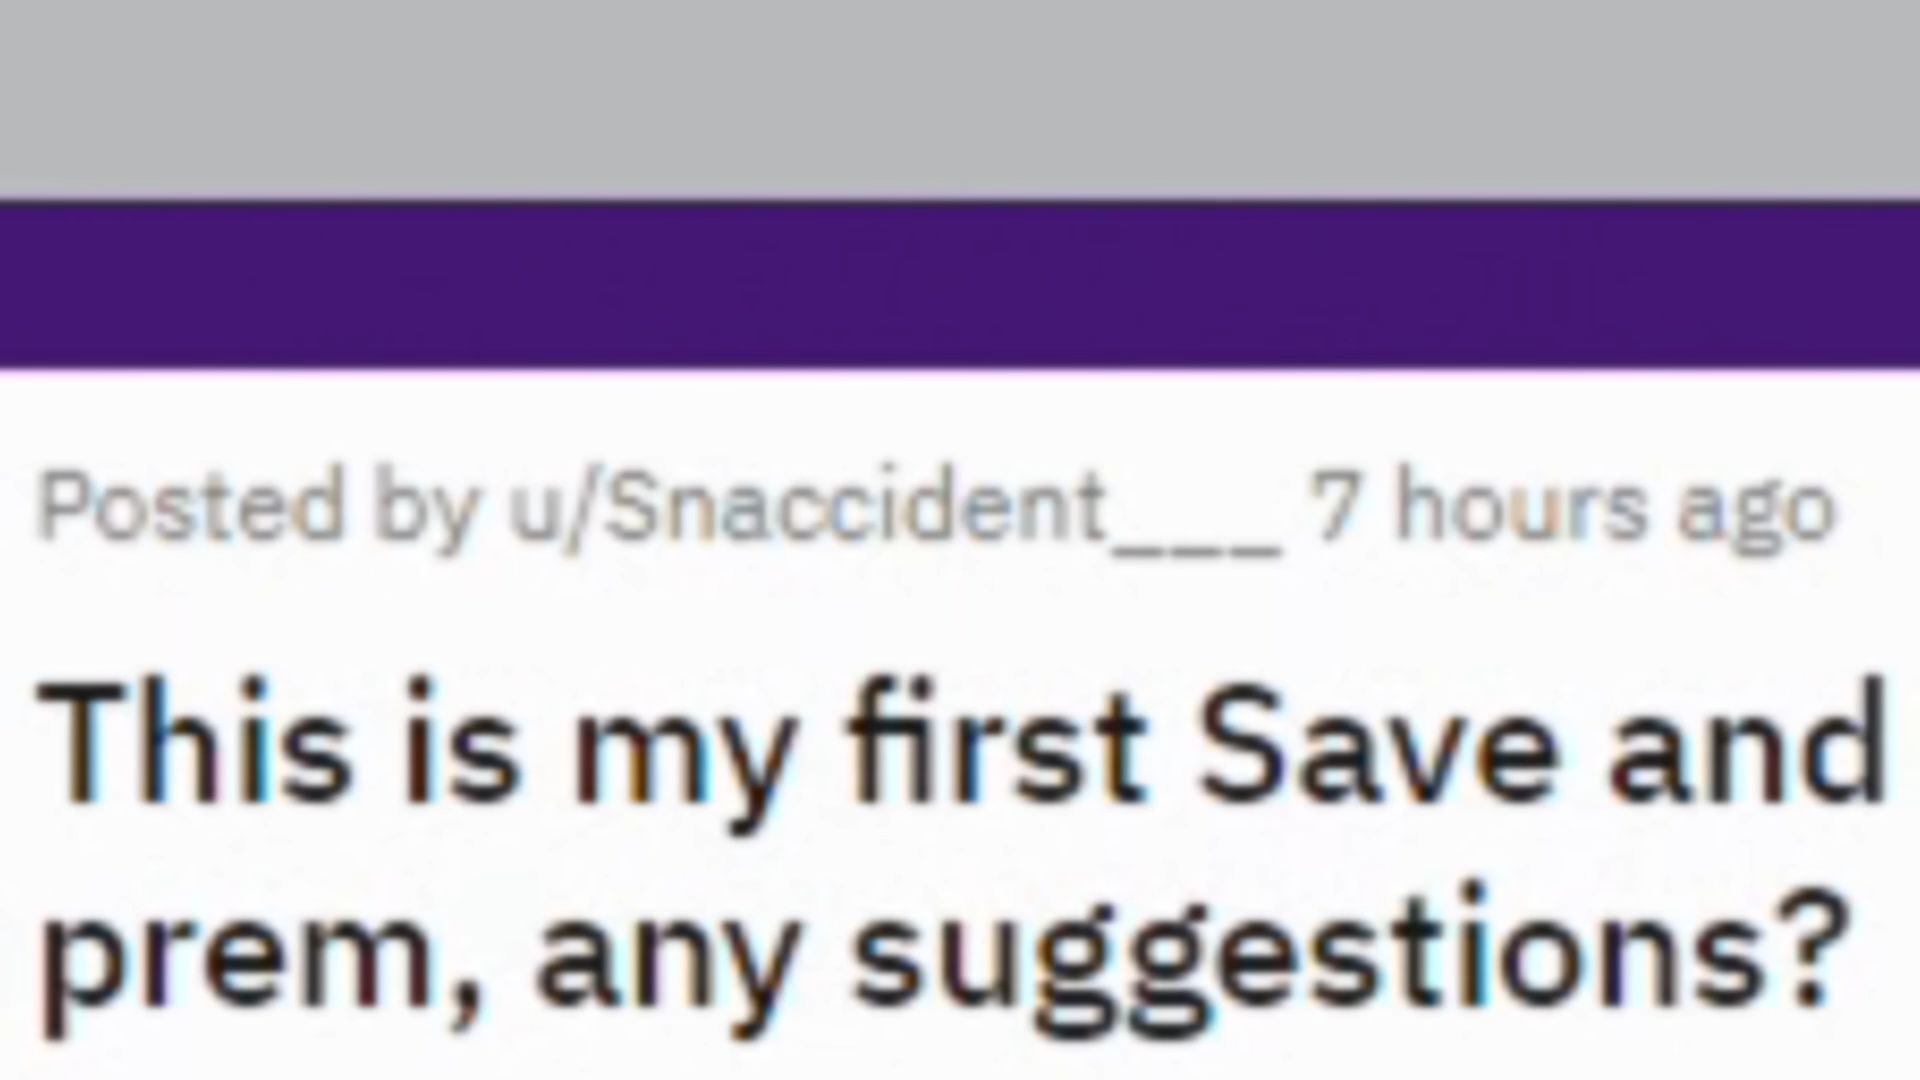 Posted by u/Snaccident___ 7 hours ago
This is my first Save and
prem, any suggestions?